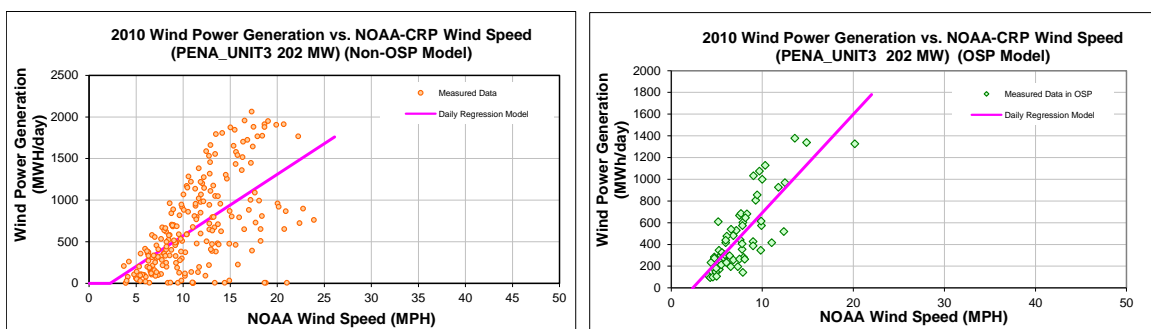 2010 Wind Power Generation vs. NOAA-CRP Wind Speed
(PENA_UNIT3 202 MW) (Non-OSP Model)
Wind Power Generation
(MWH/day)
2500
2000
1500
1000
500
0
Measured Data
Daily Regression Model
0 5 10 15 20 25 30 35 40 45 50
NOAA Wind Speed (MPH)
2010 Wind Power Generation vs. NOAA-CRP Wind Speed
(PENA_UNIT3 202 MW) (OSP Model)
Wind Power Generation
(MWh/day)
2000
1800
1600
1400
1200
1000
800
600
400
200
0
Measured Data in OSP
Daily Regression Model
0 10 20 30 40 50
NOAA Wind Speed (MPH)